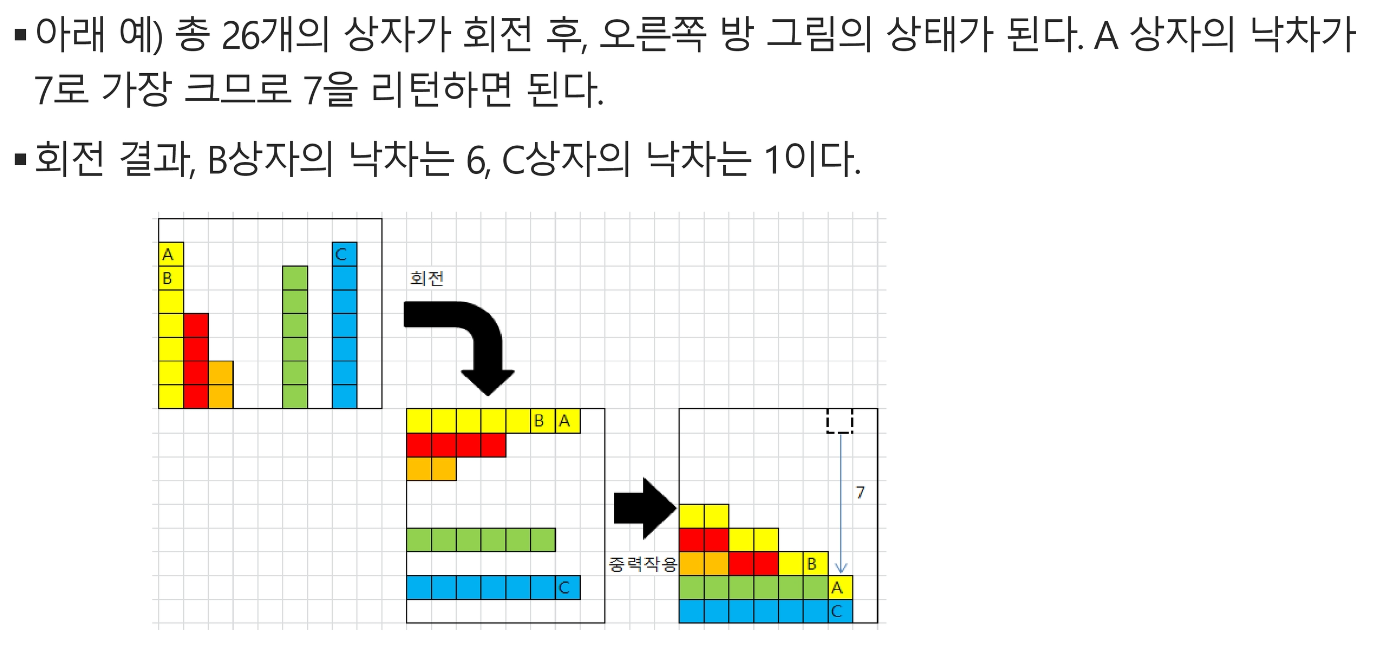 ▪ 아래 예) 총 26개의 상자가 회전 후, 오른쪽 방 그림의 상태가 된다. A 상자의 낙차가
7로 가장 크므로 7을 리턴하면 된다.
▪ 회전 결과, B상자의 낙차는 6, C상자의 낙차는 1이다.
A
C
B
회전
B A
7
중력작용
B
C
A
C